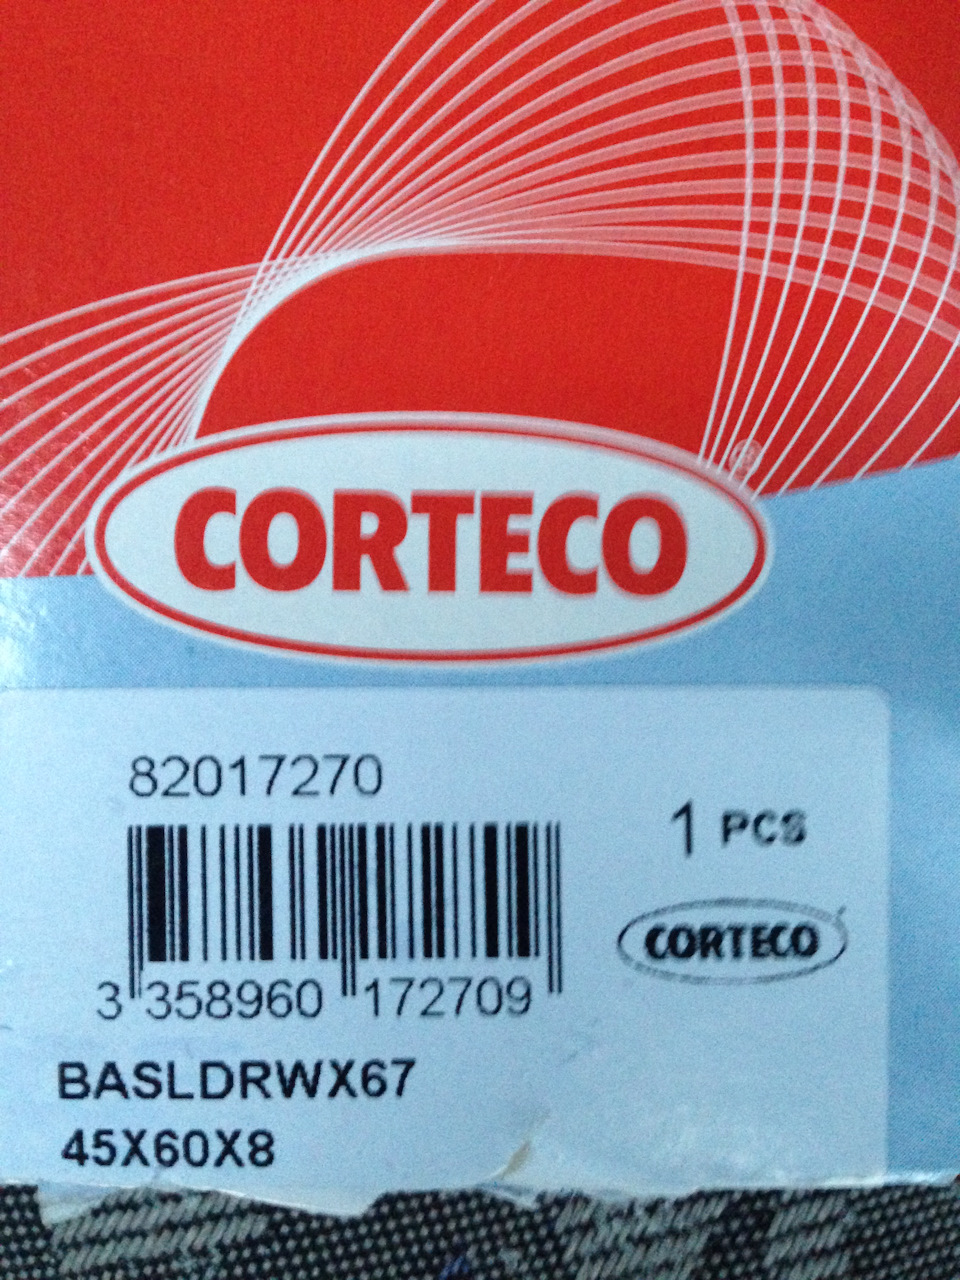 CORTECO
®
82017270
1 PCS
CORTECO
3 358960 172709
BASLDRWX67
45X60X8